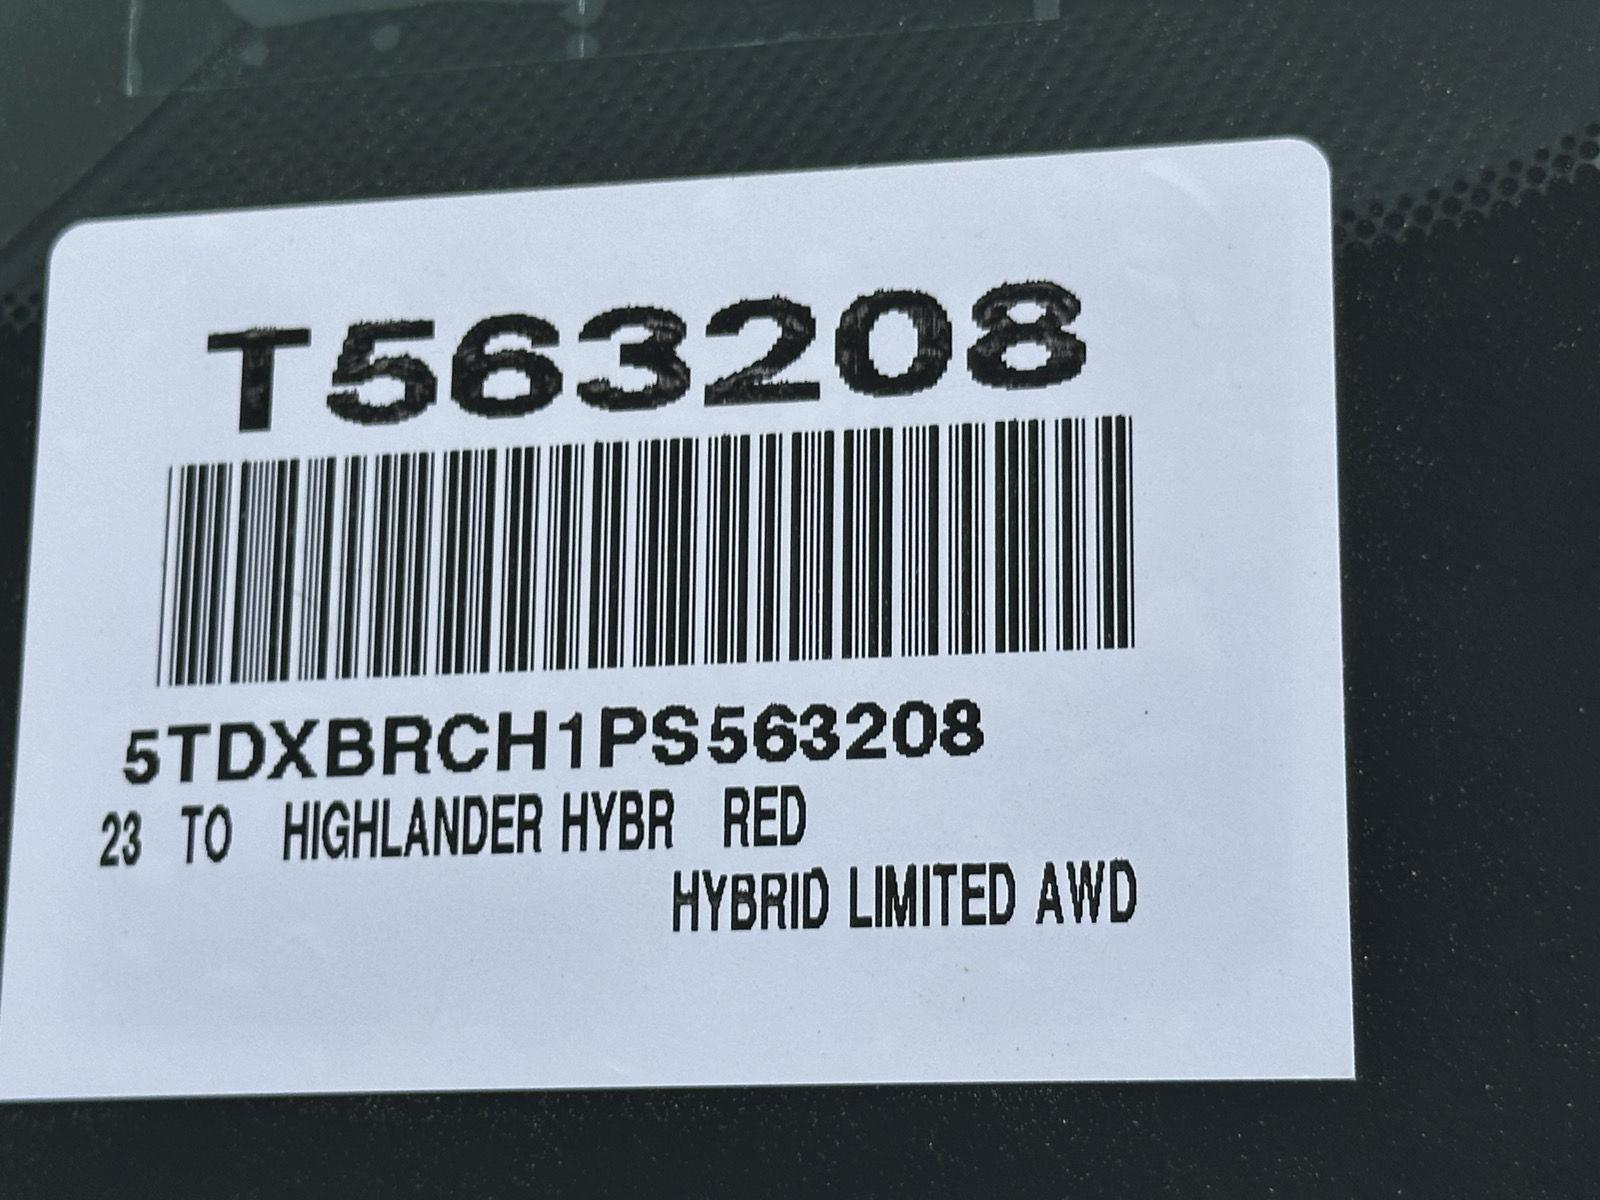 T563208
5TDXBRCH1PS563208
23 TO HIGHLANDER HYBR RED
HYBRID LIMITED AWD